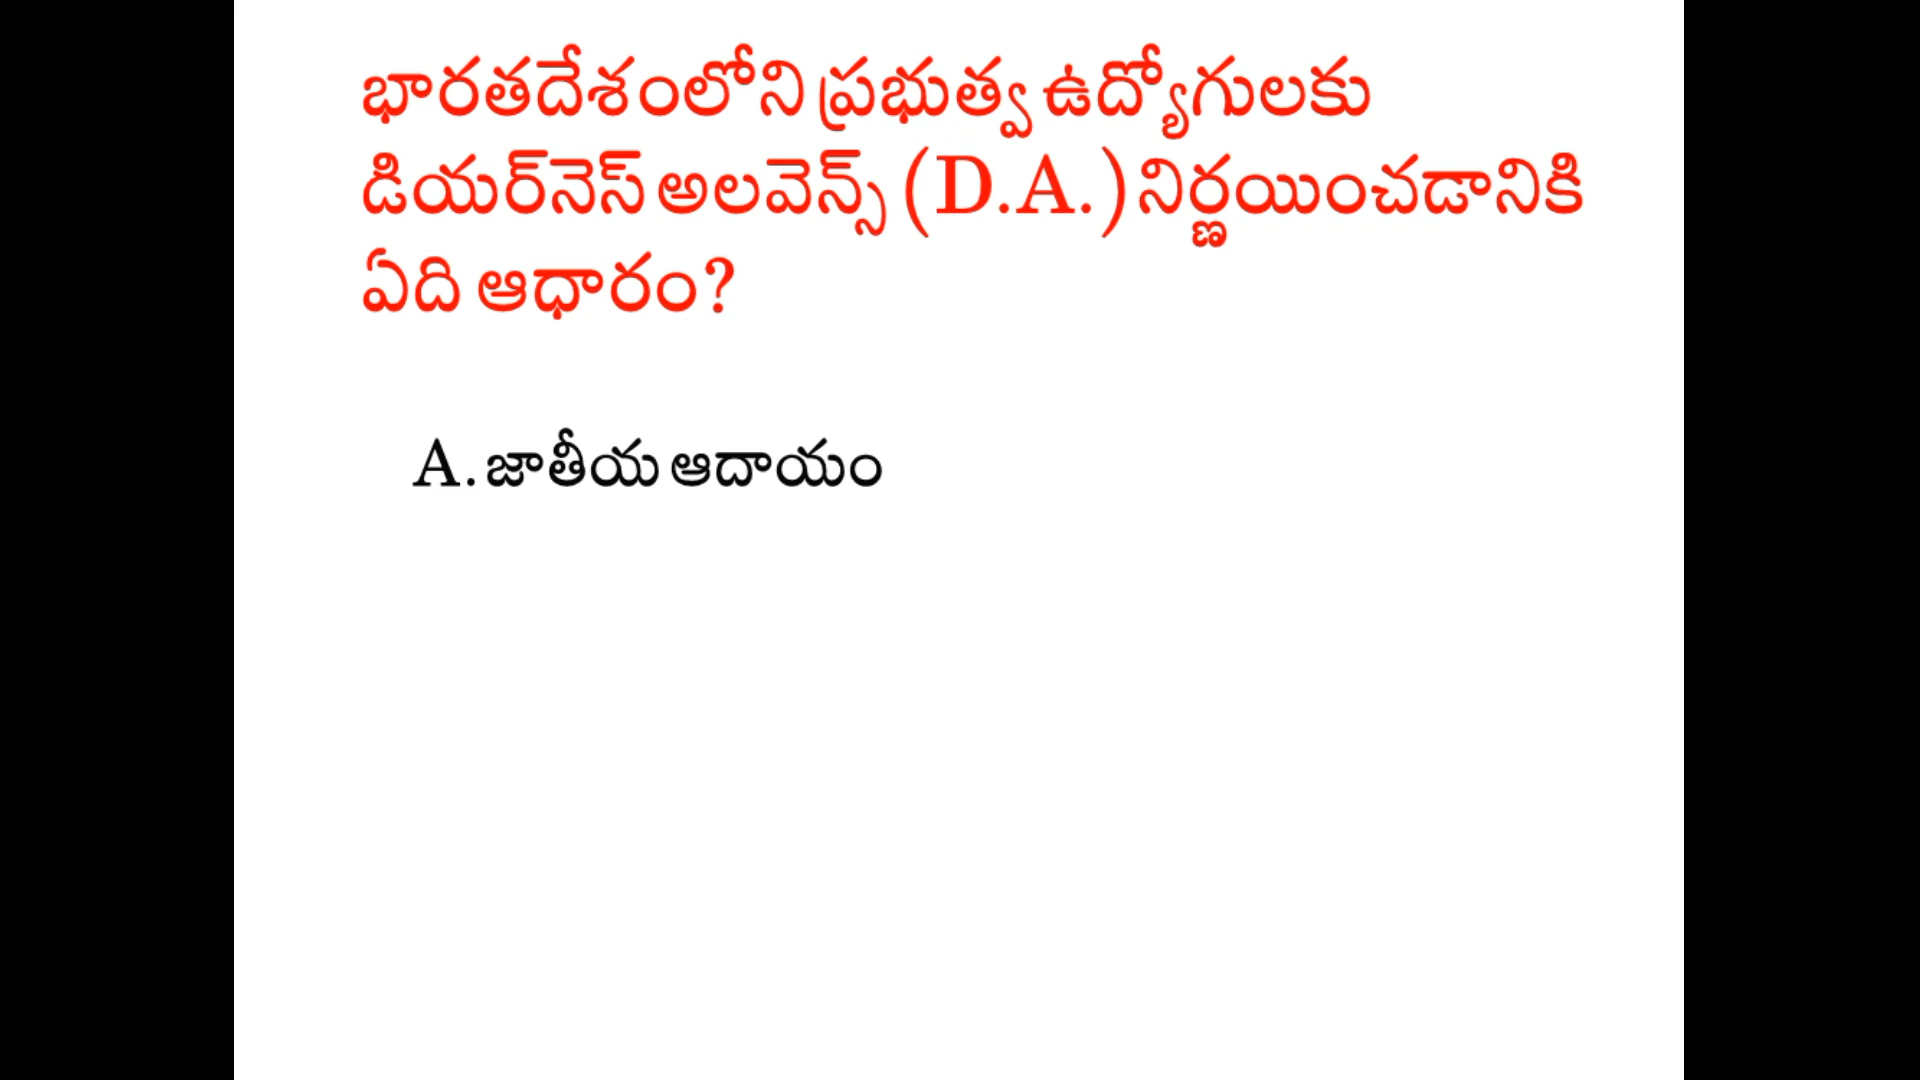 భారతదేశంలోని ప్రభుత్వ ఉద్యోగులకు
డియర్‌నెస్ అలవెన్స్ (D.A.) నిర్ణయించడానికి
ఏది ఆధారం?
A. జాతీయ ఆదాయం